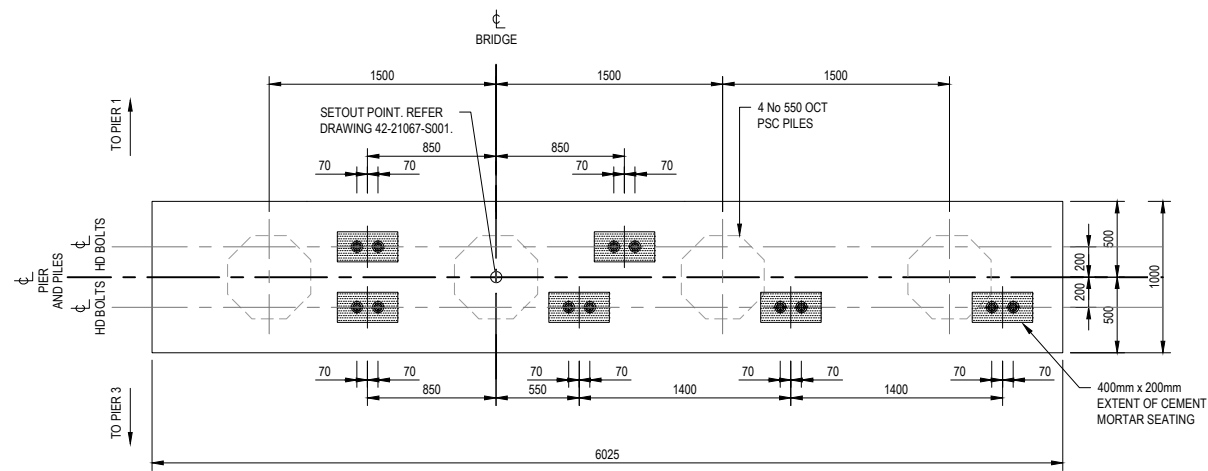 ℄
BRIDGE
1500
1500
1500
TO PIER 1
SETOUT POINT. REFER
DRAWING 42-21067-S001.
4 No 550 OCT
PSC PILES
850
850
70
70
70
70
℄
HD BOLTS
℄
PIER
AND PILES
℄
HD BOLTS
500
200
200
500
1000
70
70
70
70
70
70
70
70
850
550
1400
1400
400mm x 200mm
EXTENT OF CEMENT
MORTAR SEATING
TO PIER 3
6025